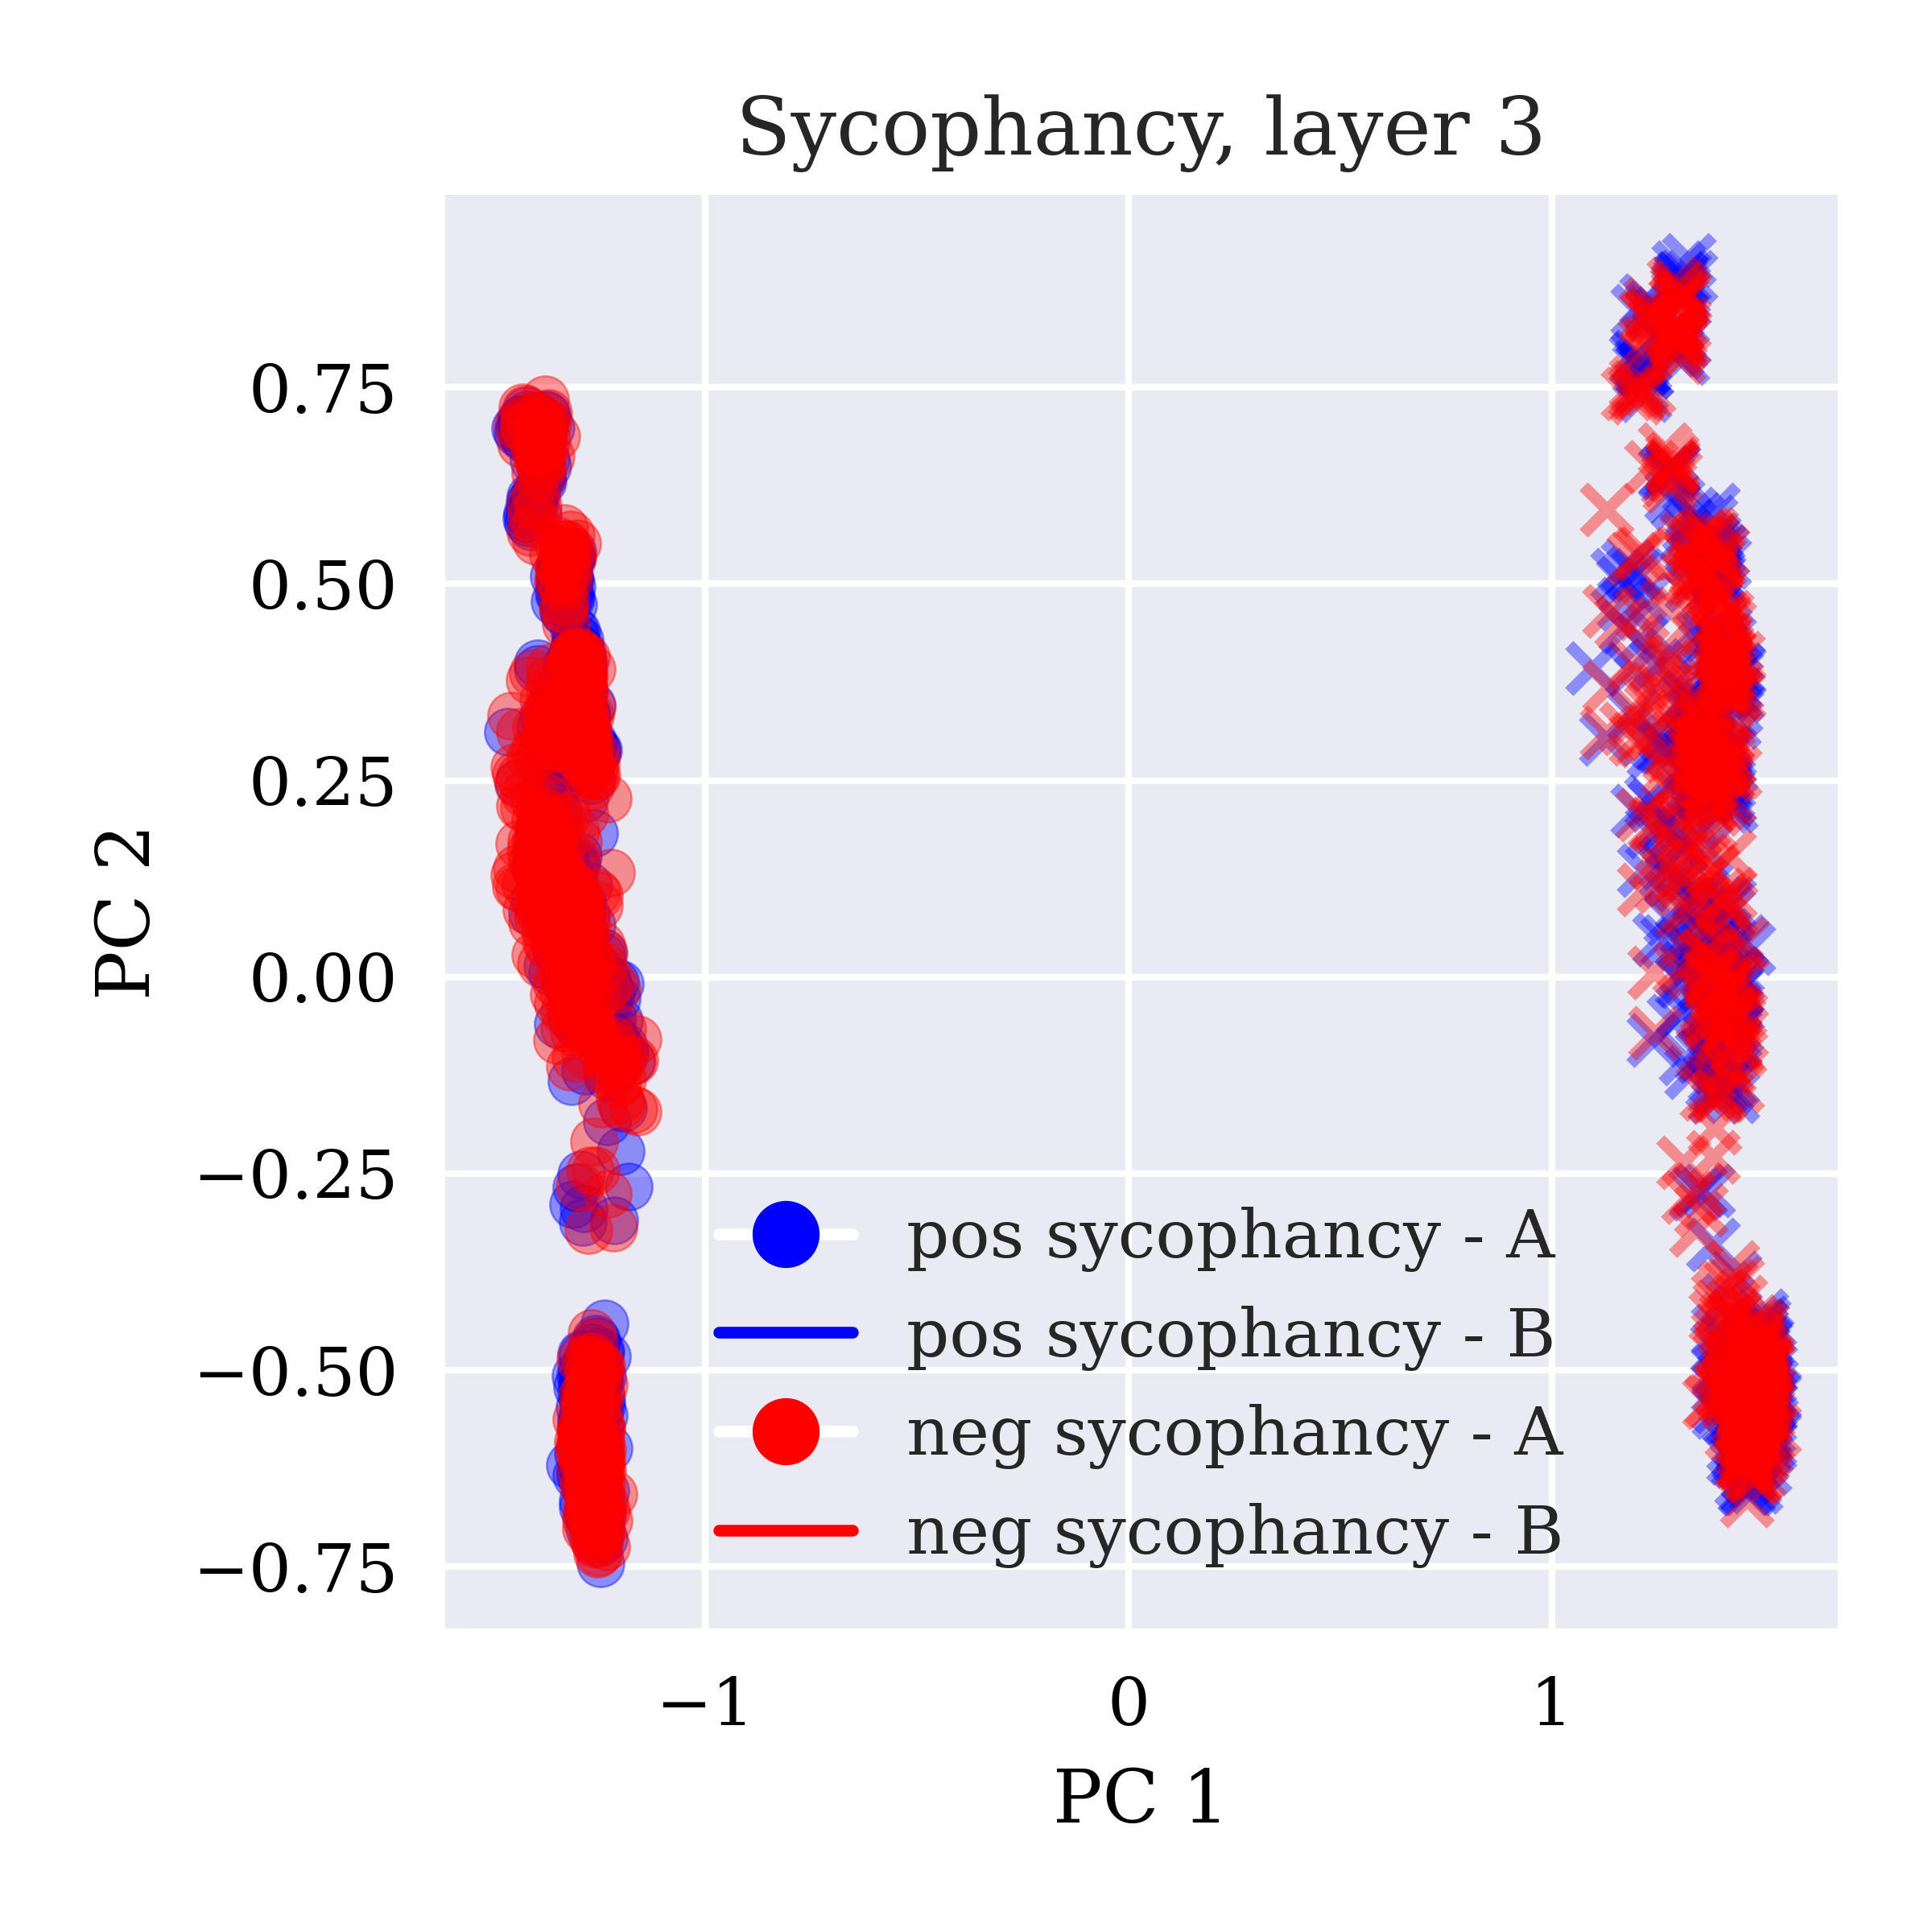 Sycophancy, layer 3
PC 2
0.75
0.50
0.25
0.00
−0.25
−0.50
−0.75
pos sycophancy - A
pos sycophancy - B
neg sycophancy - A
neg sycophancy - B
−1
0
1
PC 1